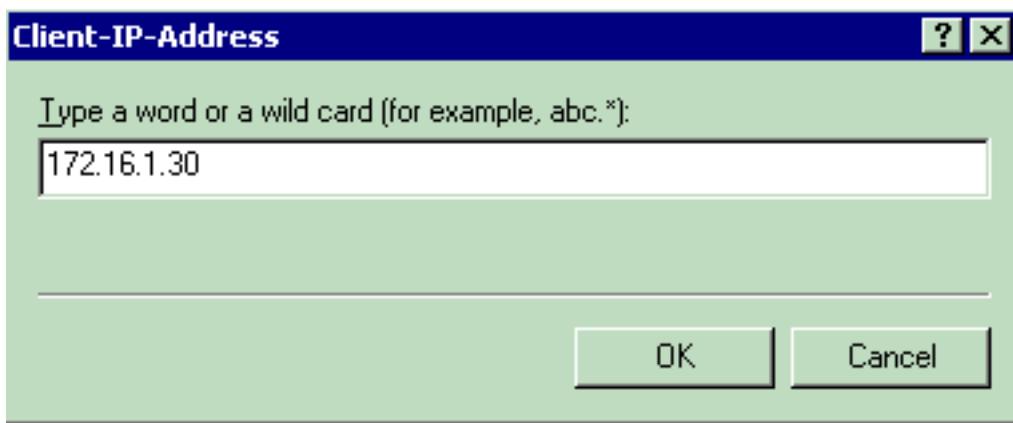 Client-IP-Address
Type a word or a wild card (for example, abc.*):
172.16.1.30
OK Cancel